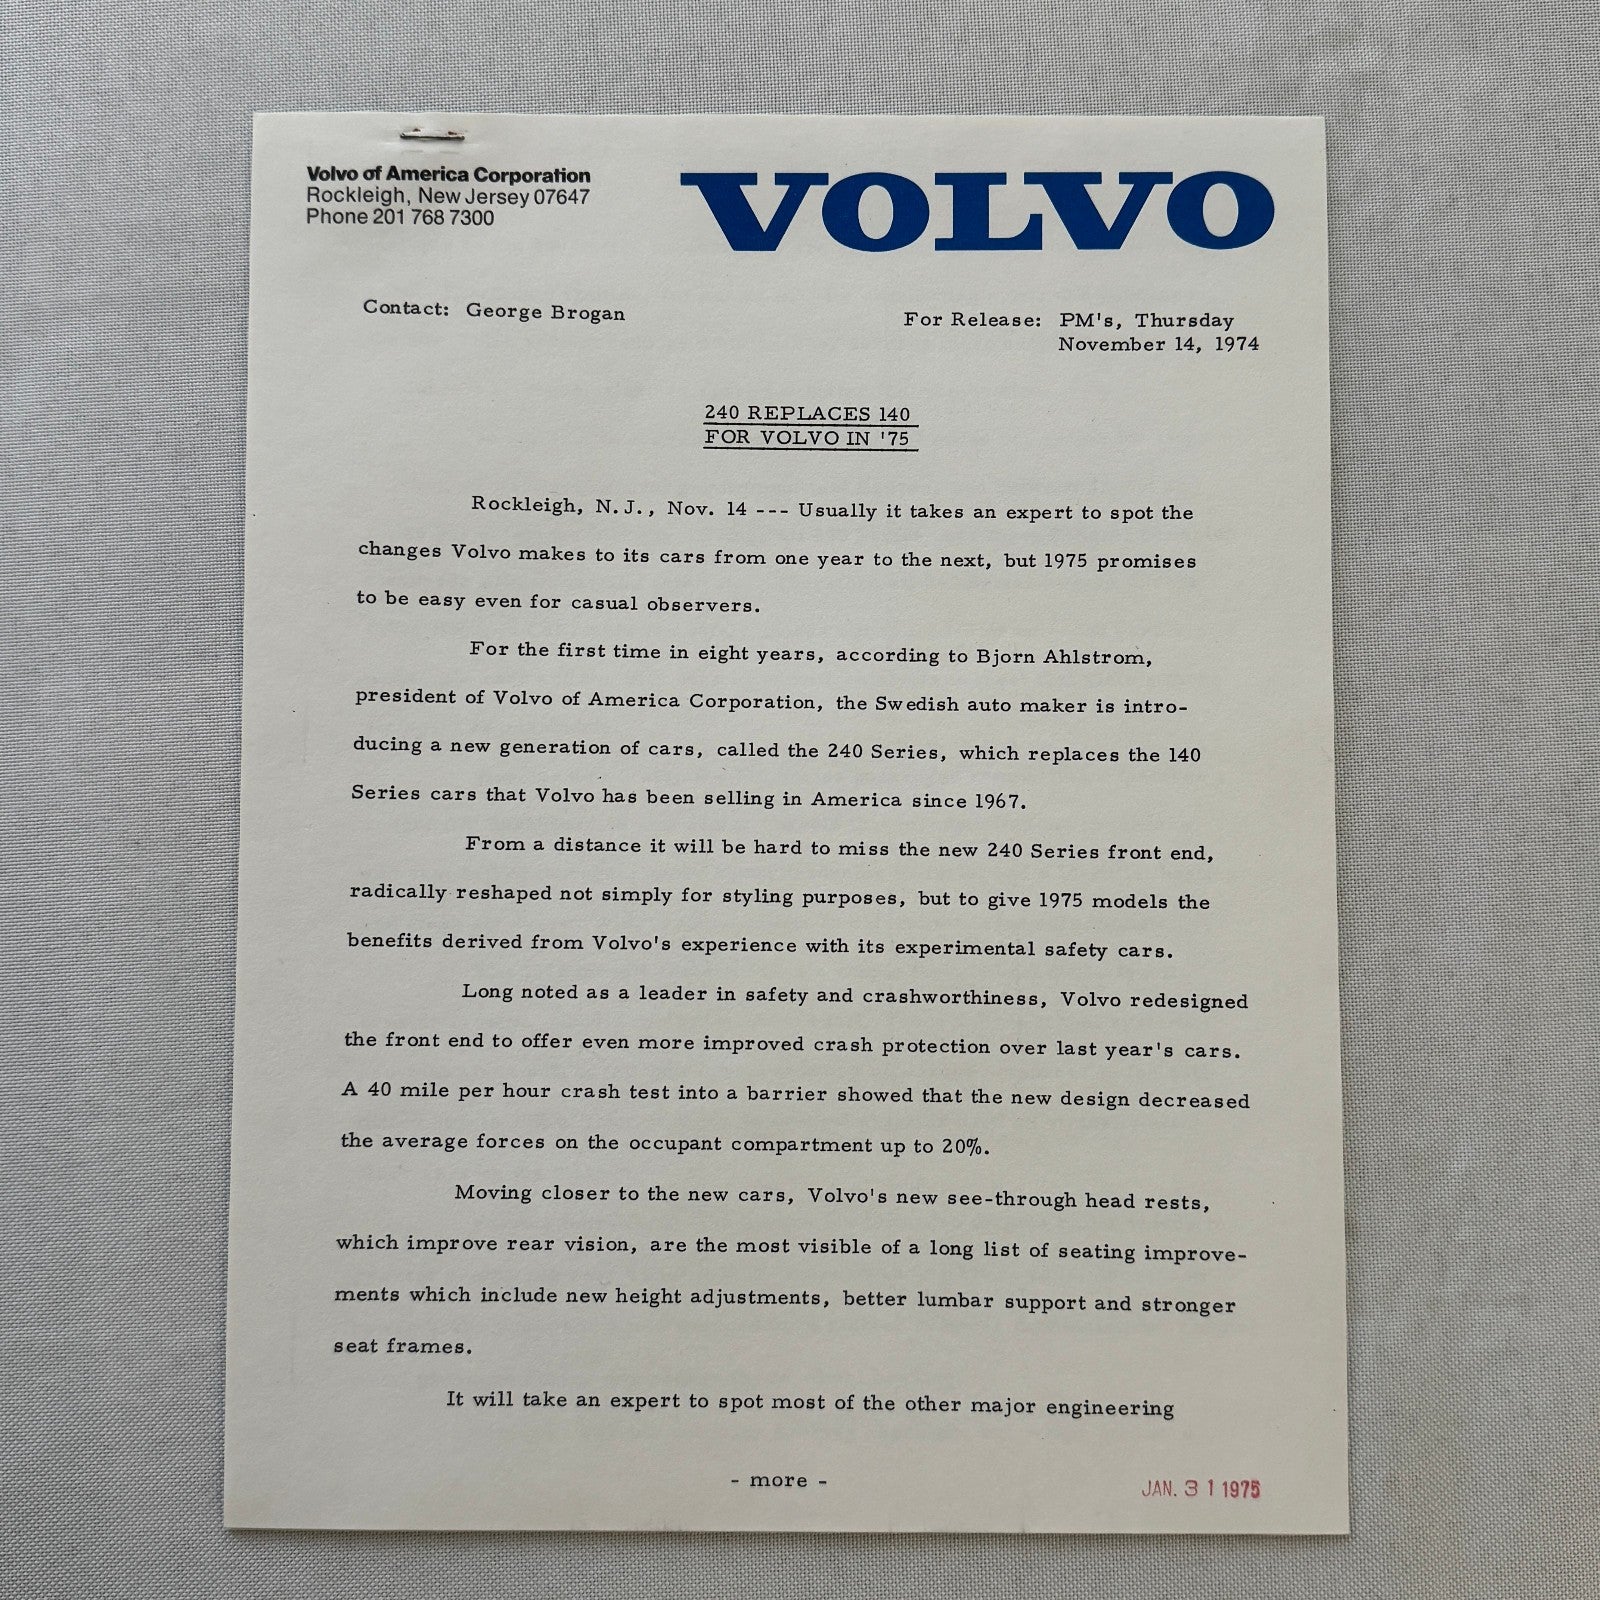 Volvo of America Corporation
Rockleigh, New Jersey 07647
Phone 201 768 7300
VOLVO
Contact: George Brogan
For Release: PM's, Thursday
November 14, 1974
240 REPLACES 140
FOR VOLVO IN '75
Rockleigh, N.J., Nov. 14 --- Usually it takes an expert to spot the
changes Volvo makes to its cars from one year to the next, but 1975 promises
to be easy even for casual observers.
For the first time in eight years, according to Bjorn Ahlstrom,
president of Volvo of America Corporation, the Swedish auto maker is intro-
ducing a new generation of cars, called the 240 Series, which replaces the 140
Series cars that Volvo has been selling in America since 1967.
From a distance it will be hard to miss the new 240 Series front end,
radically reshaped not simply for styling purposes, but to give 1975 models the
benefits derived from Volvo's experience with its experimental safety cars.
Long noted as a leader in safety and crashworthiness, Volvo redesigned
the front end to offer even more improved crash protection over last year's cars.
A 40 mile per hour crash test into a barrier showed that the new design decreased
the average forces on the occupant compartment up to 20%.
Moving closer to the new cars, Volvo's new see-through head rests,
which improve rear vision, are the most visible of a long list of seating improve-
ments which include new height adjustments, better lumbar support and stronger
seat frames.
It will take an expert to spot most of the other major engineering
- more -
JAN. 31 1975